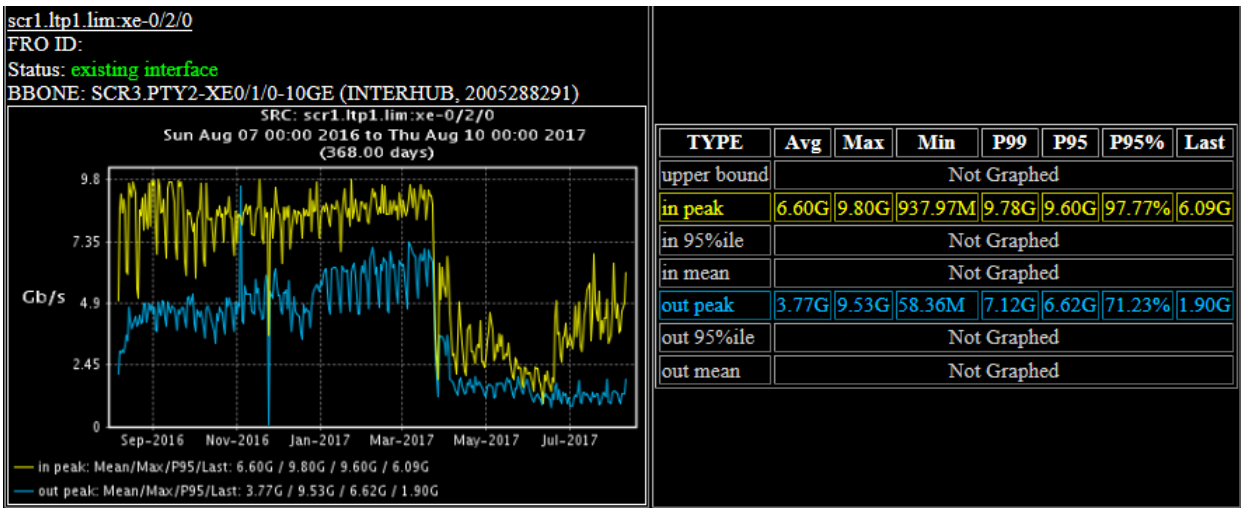 scr1.ltp1.lim:xe-0/2/0
FRO ID:
Status: existing interface
BBONE: SCR3.PTY2-XE0/1/0-10GE (INTERHUB, 2005288291)
SRC: scr1.ltp1.lim:xe-0/2/0
Sun Aug 07 00:00 2016 to Thu Aug 10 00:00 2017
(368.00 days)
9.8
7.35
Gb/s 4.9
2.45
0
Sep-2016 Nov-2016 Jan-2017 Mar-2017 May-2017 Jul-2017
in peak: Mean/Max/P95/Last: 6.60G / 9.80G / 9.60G / 6.09G
out peak: Mean/Max/P95/Last: 3.77G / 9.53G / 6.62G / 1.90G
TYPE Avg Max Min P99 P95 P95% Last
upper bound Not Graphed
in peak 6.60G 9.80G 937.97M 9.78G 9.60G 97.77% 6.09G
in 95%ile Not Graphed
in mean Not Graphed
out peak 3.77G 9.53G 58.36M 7.12G 6.62G 71.23% 1.90G
out 95%ile Not Graphed
out mean Not Graphed